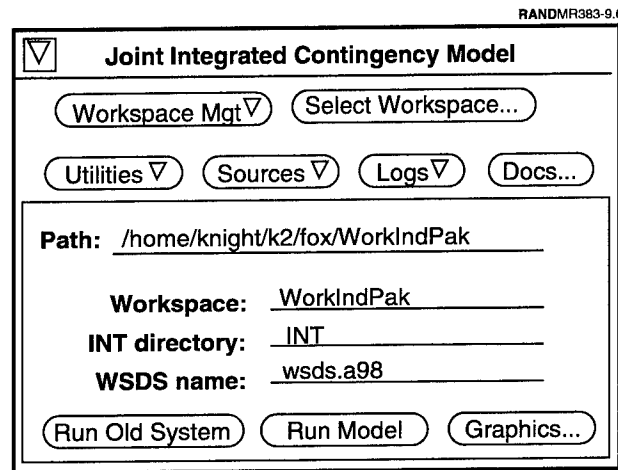 RANDMR383-9.6
Joint Integrated Contingency Model
Workspace Mgt Select Workspace...
Utilities Sources Logs Docs...
Path: /home/knight/k2/fox/WorkIndPak
Workspace: WorkIndPak
INT directory: INT
WSDS name: wsds.a98
Run Old System Run Model Graphics...